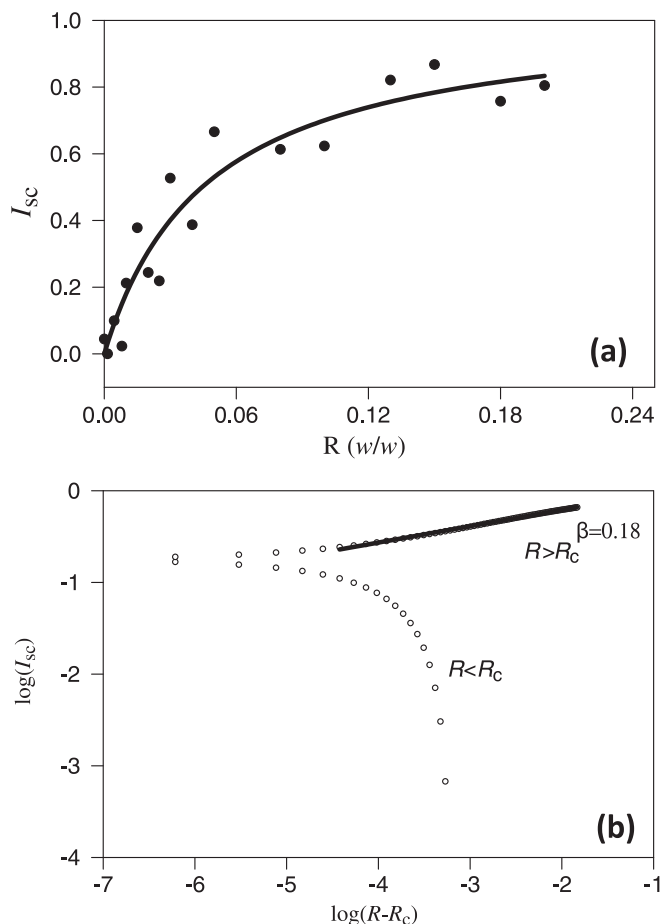 1.0
0.8
0.6
0.4
0.2
0.0
I_sc
(a)
0.00 0.06 0.12 0.18 0.24
R (w/w)
0
-1
-2
-3
-4
log(I_sc)
β=0.18
R>R_c
R<R_c
(b)
-7 -6 -5 -4 -3 -2 -1
log(R-R_c)